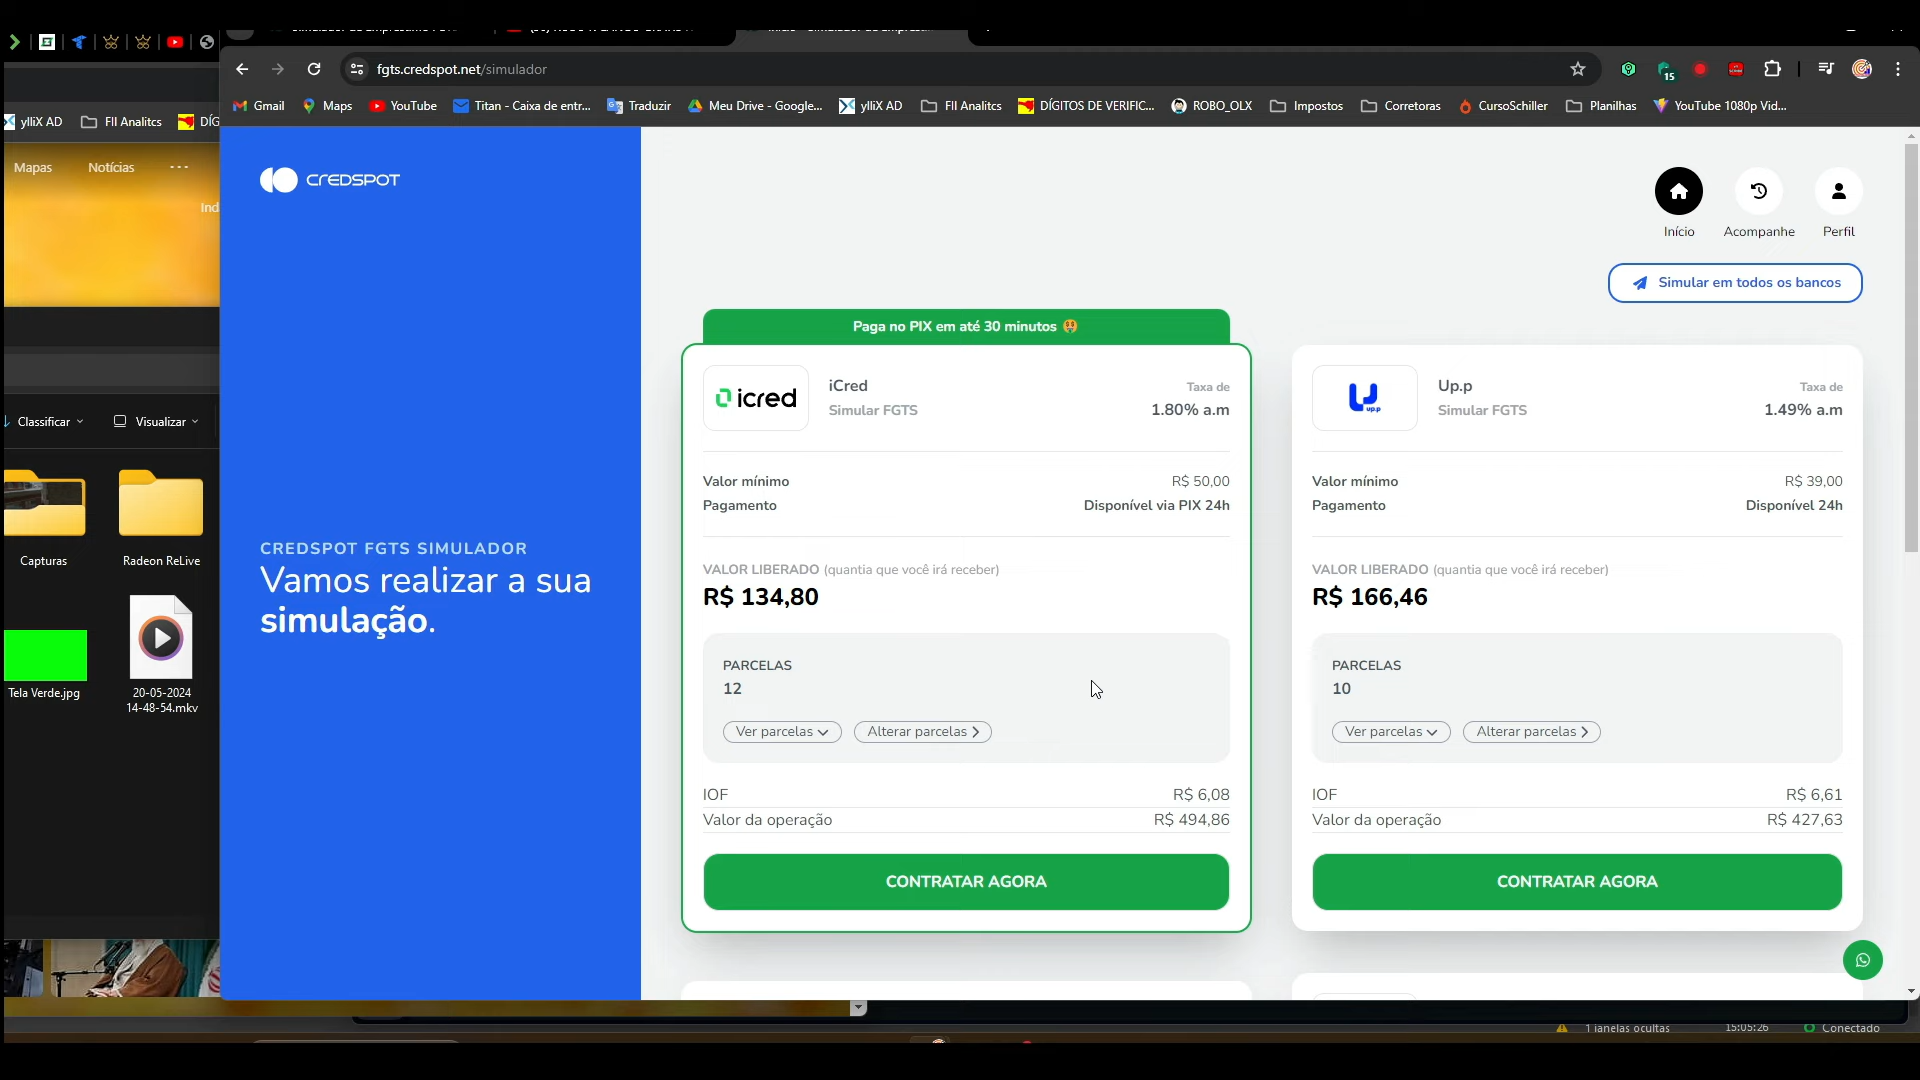 fgts.credspot.net/simulador
Gmail
Maps
YouTube
Titan - Caixa de entr...
Traduzir
Meu Drive - Google...
ylliX AD
FII Analitcs
DÍGITOS DE VERIFIC...
ROBO_OLX
Impostos
Corretoras
CursoSchiller
Planilhas
YouTube 1080p Vid...
15
ylliX AD
FII Analitcs
DÍG
Mapas
Notícias
Ind
Classificar
Visualizar
Capturas
Radeon ReLive
Tela Verde.jpg
20-05-2024
14-48-54.mkv
CREDSPOT
CREDSPOT FGTS SIMULADOR
Vamos realizar a sua
simulação.
Início
Acompanhe
Perfil
Simular em todos os bancos
Paga no PIX em até 30 minutos 🤑
icred
iCred
Simular FGTS
Taxa de
1.80% a.m
Valor mínimo
R$ 50,00
Pagamento
Disponível via PIX 24h
VALOR LIBERADO (quantia que você irá receber)
R$ 134,80
PARCELAS
12
Ver parcelas
Alterar parcelas
IOF
R$ 6,08
Valor da operação
R$ 494,86
CONTRATAR AGORA
up.p
Up.p
Simular FGTS
Taxa de
1.49% a.m
Valor mínimo
R$ 39,00
Pagamento
Disponível 24h
VALOR LIBERADO (quantia que você irá receber)
R$ 166,46
PARCELAS
10
Ver parcelas
Alterar parcelas
IOF
R$ 6,61
Valor da operação
R$ 427,63
CONTRATAR AGORA
1 janelas ocultas
15:05:26
Conectado